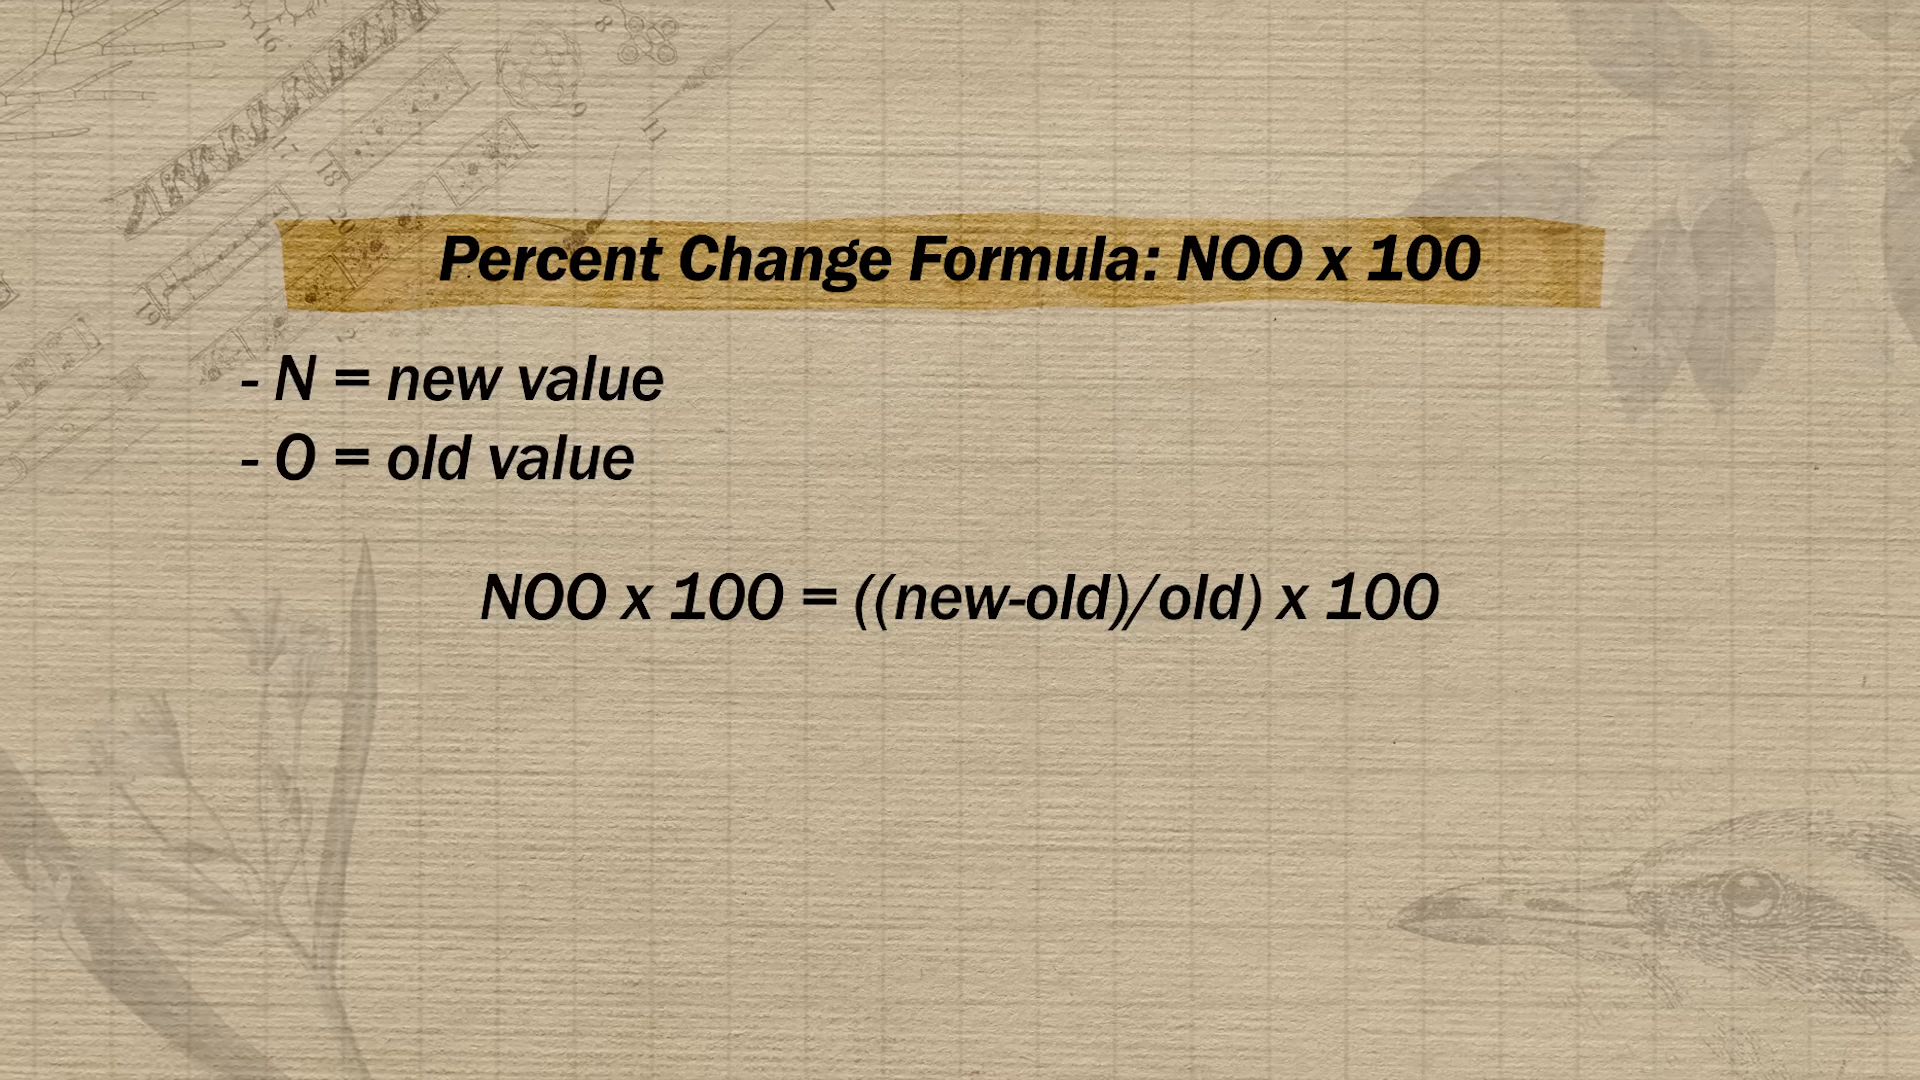 Percent Change Formula: NOO x 100
- N = new value
- O = old value
NOO x 100 = ((new-old)/old) x 100